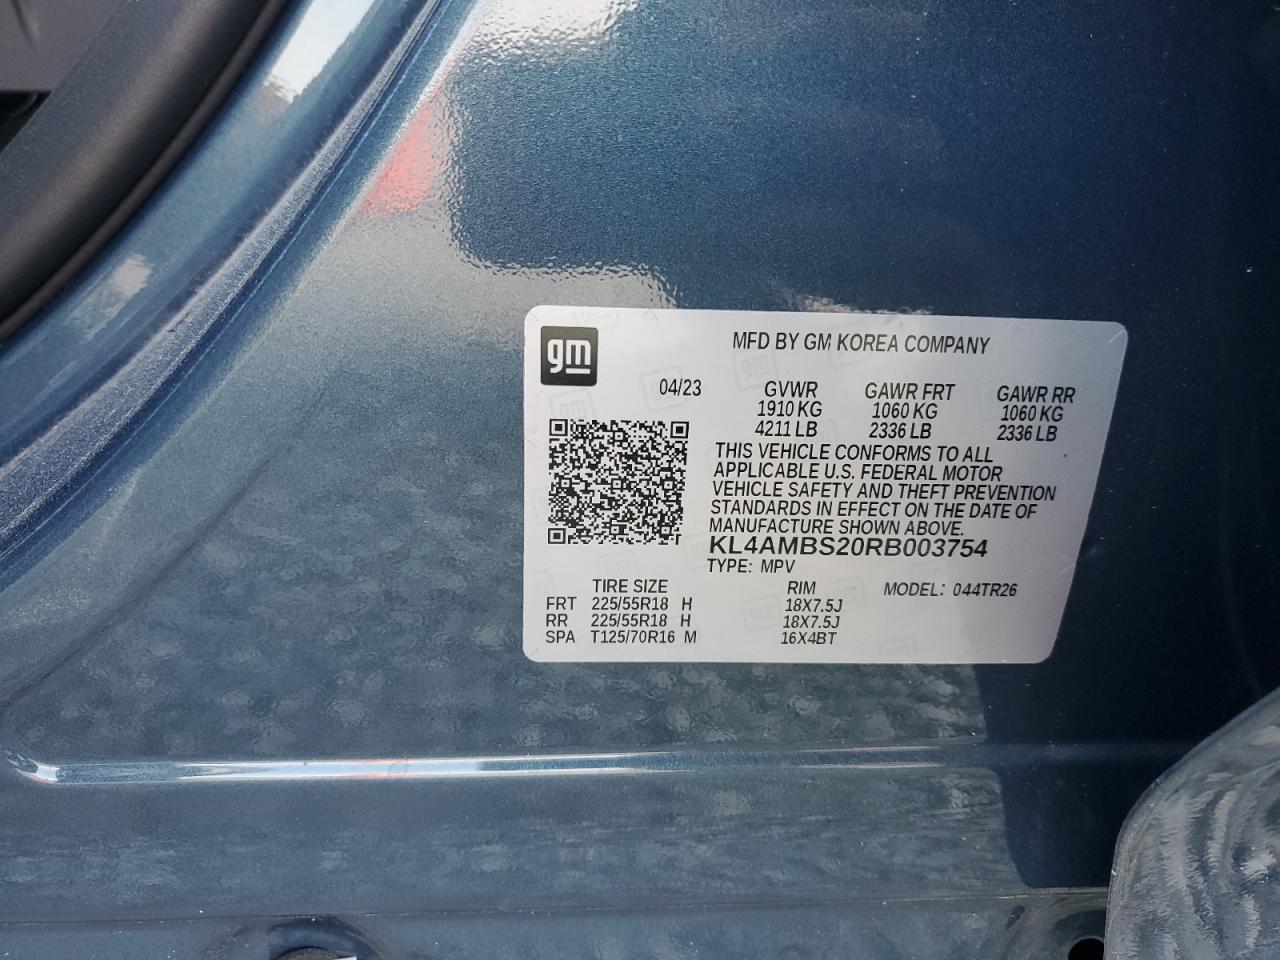 gm
MFD BY GM KOREA COMPANY
04/23 GVWR GAWR FRT GAWR RR
1910 KG 1060 KG 1060 KG
4211 LB 2336 LB 2336 LB
THIS VEHICLE CONFORMS TO ALL
APPLICABLE U.S. FEDERAL MOTOR
VEHICLE SAFETY AND THEFT PREVENTION
STANDARDS IN EFFECT ON THE DATE OF
MANUFACTURE SHOWN ABOVE.
KL4AMBS20RB003754
TYPE: MPV
TIRE SIZE RIM MODEL: 044TR26
FRT 225/55R18 H 18X7.5J
RR 225/55R18 H 18X7.5J
SPA T125/70R16 M 16X4BT